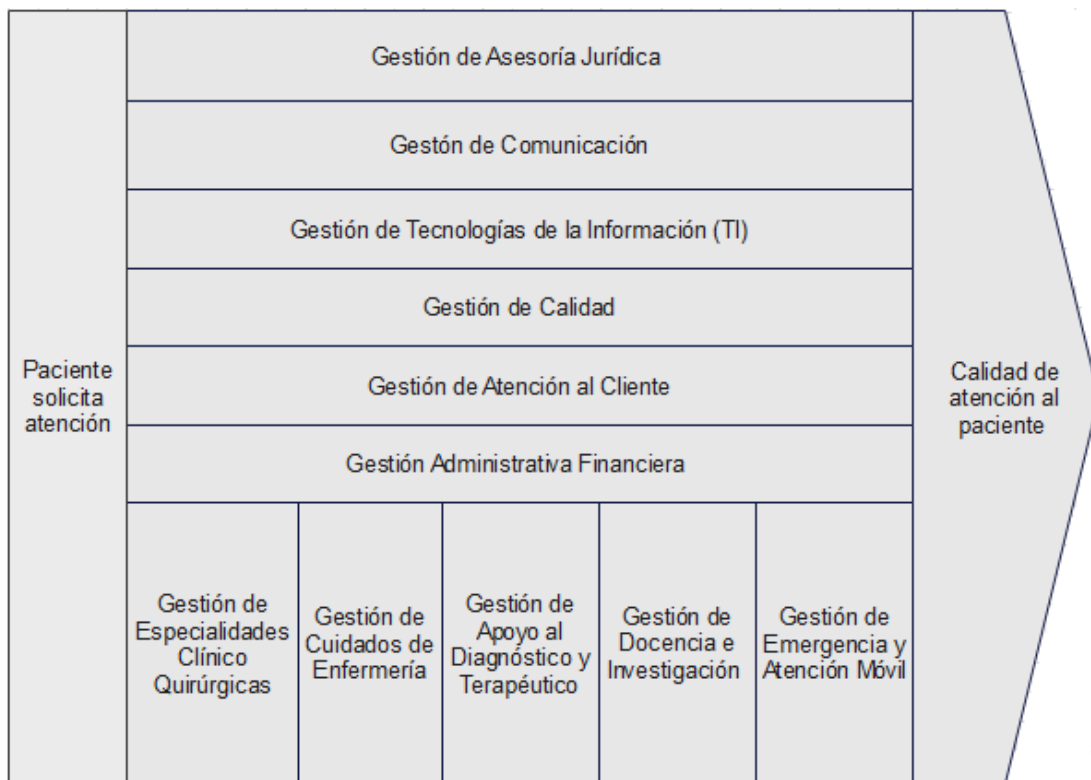 Gestión de Asesoría Jurídica
Gestón de Comunicación
Gestión de Tecnologías de la Información (TI)
Gestión de Calidad
Gestión de Atención al Cliente
Gestión Administrativa Financiera
Paciente
solicita
atención
Calidad de
atención al
paciente
Gestión de
Especialidades
Clínico
Quirúrgicas
Gestión de
Cuidados de
Enfermería
Gestión de
Apoyo al
Diagnóstico y
Terapéutico
Gestión de
Docencia e
Investigación
Gestión de
Emergencia y
Atención Móvil